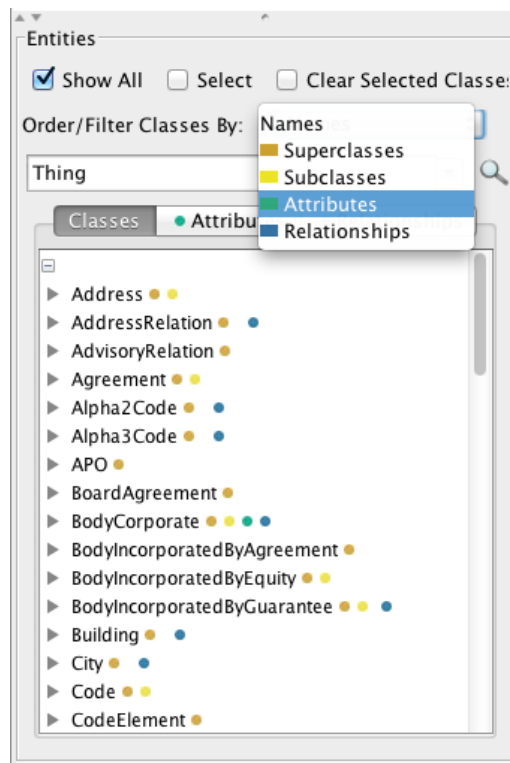 Entities
Show All Select Clear Selected Classe
Order/Filter Classes By:
Names
Superclasses
Subclasses
Attributes
Relationships
Thing
Classes Attribu
Address
AddressRelation
AdvisoryRelation
Agreement
Alpha2Code
Alpha3Code
APO
BoardAgreement
BodyCorporate
BodyIncorporatedByAgreement
BodyIncorporatedByEquity
BodyIncorporatedByGuarantee
Building
City
Code
CodeElement